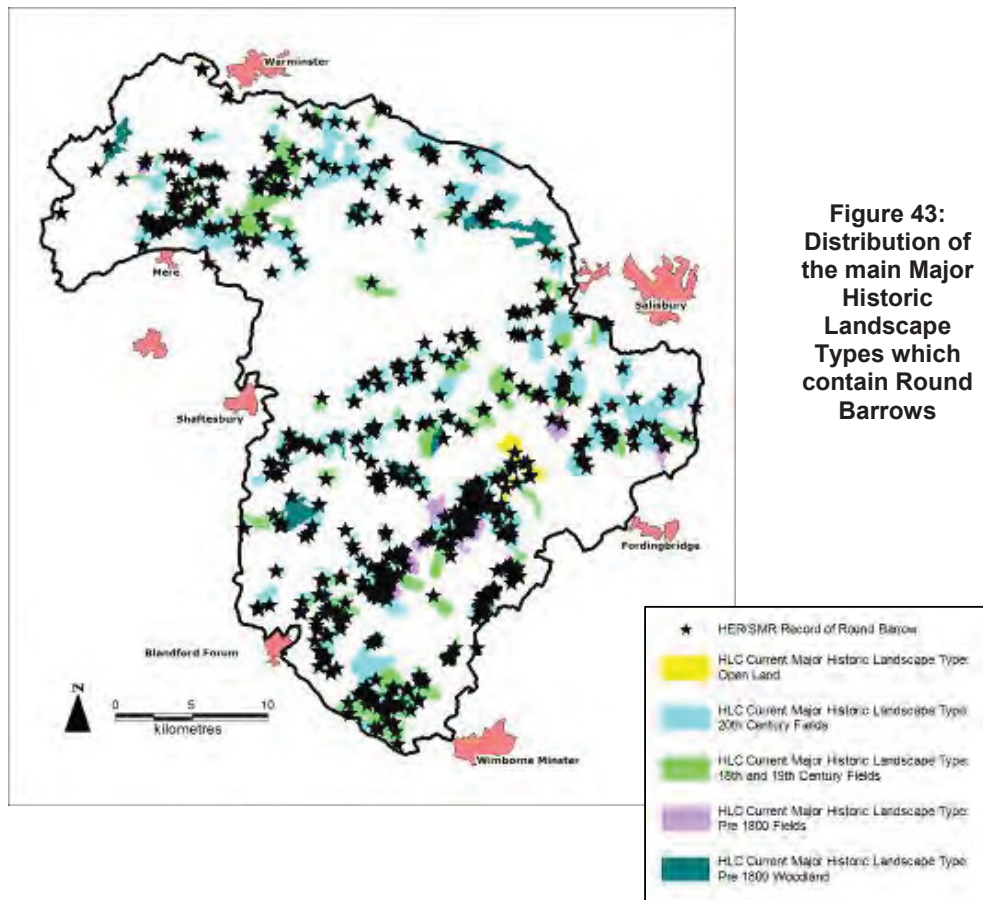 Warminster
Mere
Salisbury
Shaftesbury
Fordingbridge
Blandford Forum
Wimborne Minster
N
0 5 10
kilometres
Figure 43:
Distribution of
the main Major
Historic
Landscape
Types which
contain Round
Barrows
HER/SMR Record of Round Barrow
HLC Current Major Historic Landscape Type:
Open Land
HLC Current Major Historic Landscape Type:
20th Century Fields
HLC Current Major Historic Landscape Type:
18th and 19th Century Fields
HLC Current Major Historic Landscape Type:
Pre 1800 Fields
HLC Current Major Historic Landscape Type:
Pre 1800 Woodland